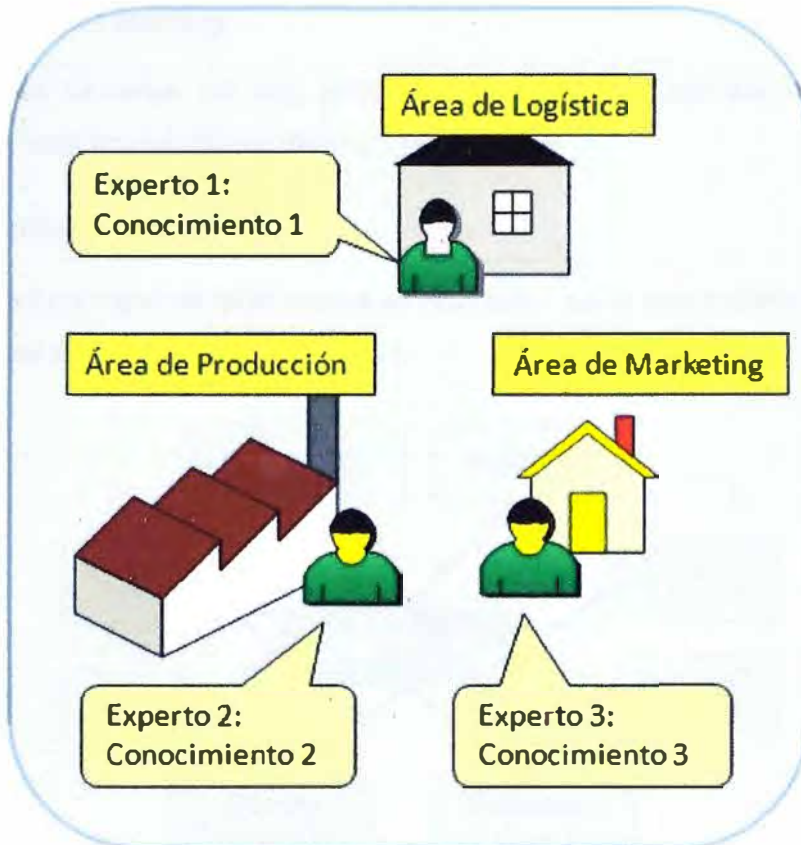 Área de Logística
Experto 1:
Conocimiento 1
Área de Producción
Área de Marketing
Experto 2:
Conocimiento 2
Experto 3:
Conocimiento 3